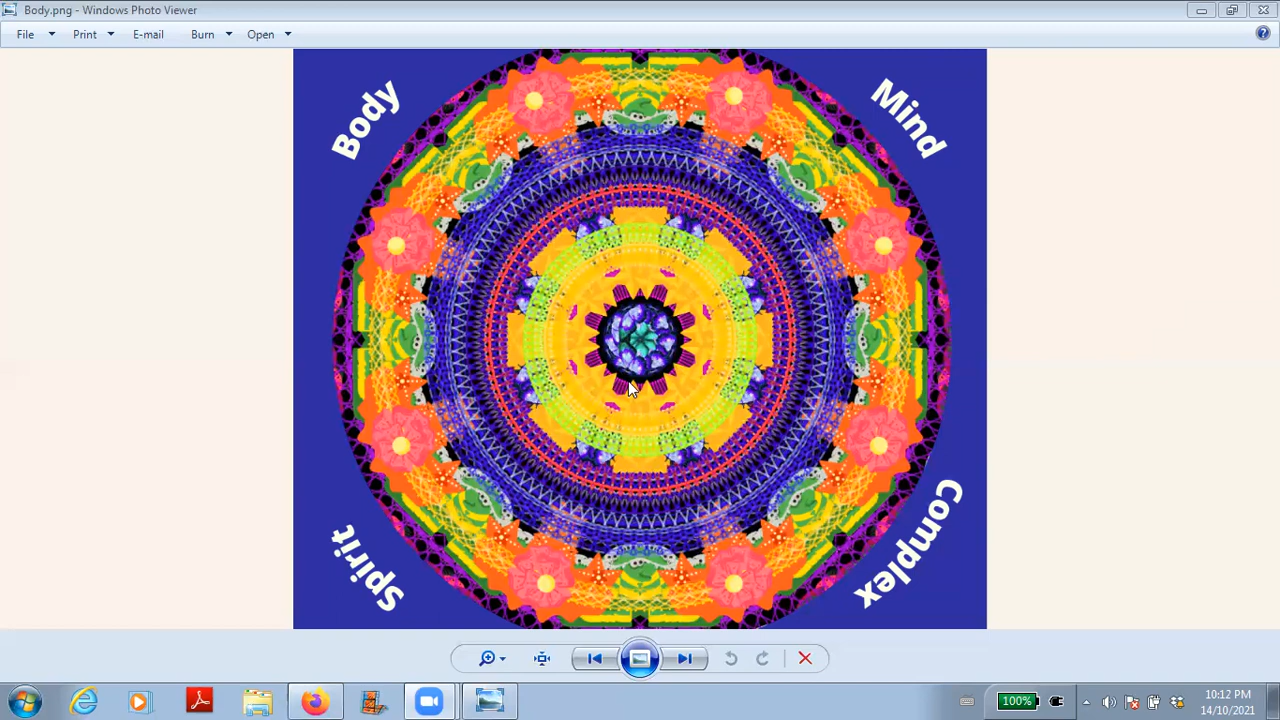 Body.png - Windows Photo Viewer
File Print E-mail Burn Open
Body
Mind
Spirit
Complex
100%
10:12 PM
14/10/2021